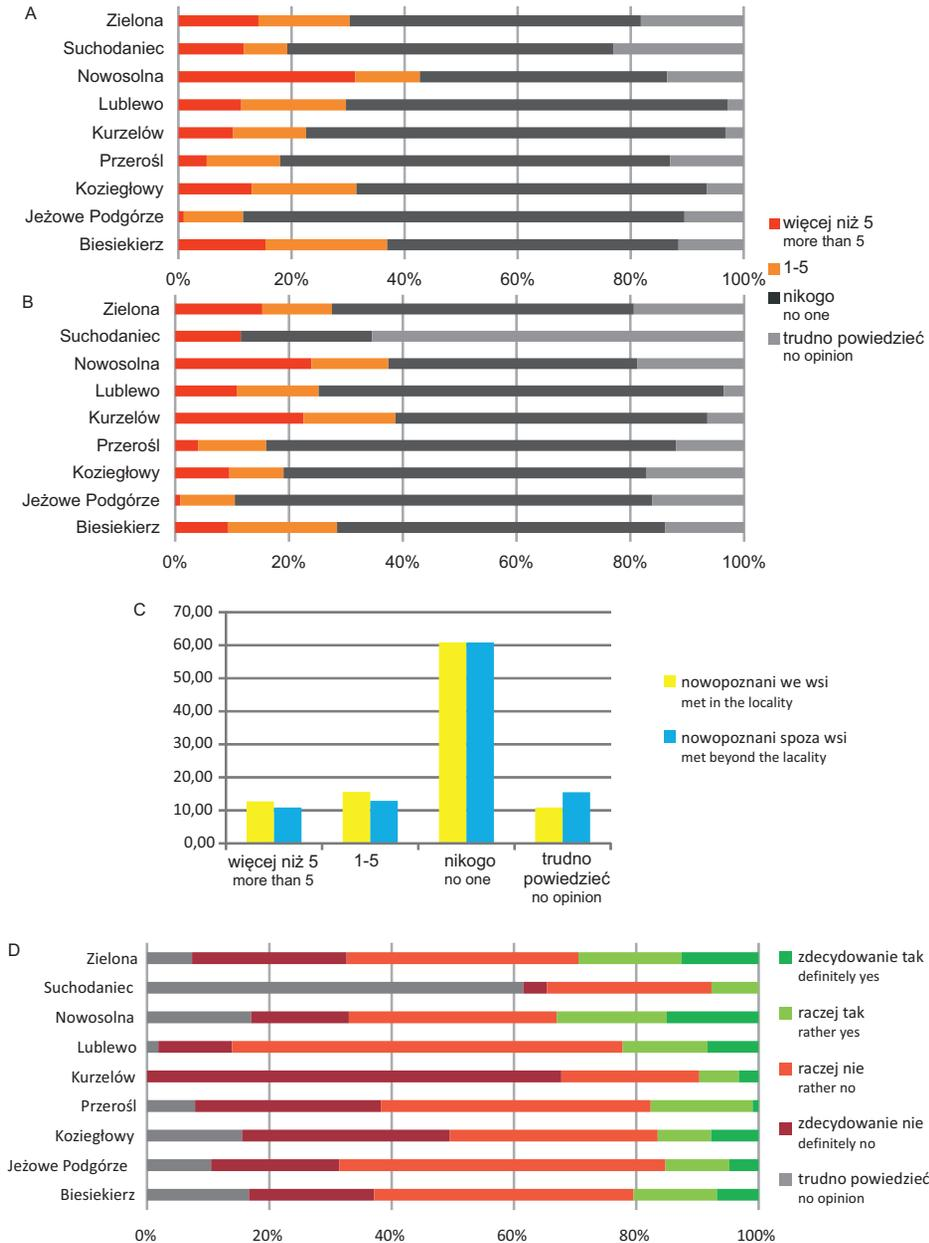 A
Zielona
Suchodaniec
Nowosolna
Lublewo
Kurzelów
Przerośl
Koziegłowy
Jeżowe Podgórze
Biesiekierz
0% 20% 40% 60% 80% 100%
więcej niż 5
more than 5
1-5
nikogo
no one
trudno powiedzieć
no opinion
B
Zielona
Suchodaniec
Nowosolna
Lublewo
Kurzelów
Przerośl
Koziegłowy
Jeżowe Podgórze
Biesiekierz
0% 20% 40% 60% 80% 100%
C
70,00
60,00
50,00
40,00
30,00
20,00
10,00
0,00
więcej niż 5
more than 5
1-5
nikogo
no one
trudno
powiedzieć
no opinion
nowopoznani we wsi
met in the locality
nowopoznani spoza wsi
met beyond the lacality
D
Zielona
Suchodaniec
Nowosolna
Lublewo
Kurzelów
Przerośl
Koziegłowy
Jeżowe Podgórze
Biesiekierz
0% 20% 40% 60% 80% 100%
zdecydowanie tak
definitely yes
raczej tak
rather yes
raczej nie
rather no
zdecydowanie nie
definitely no
trudno powiedzieć
no opinion